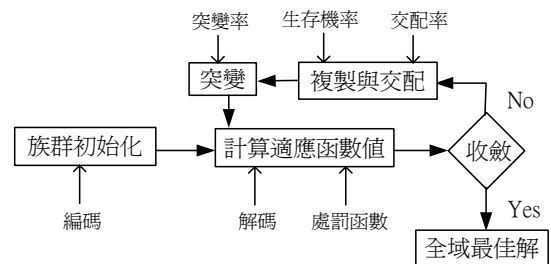 突變率 生存機率 交配率
突變 複製與交配
No
族群初始化 計算適應函數值 收斂
Yes
編碼 解碼 處罰函數
全域最佳解